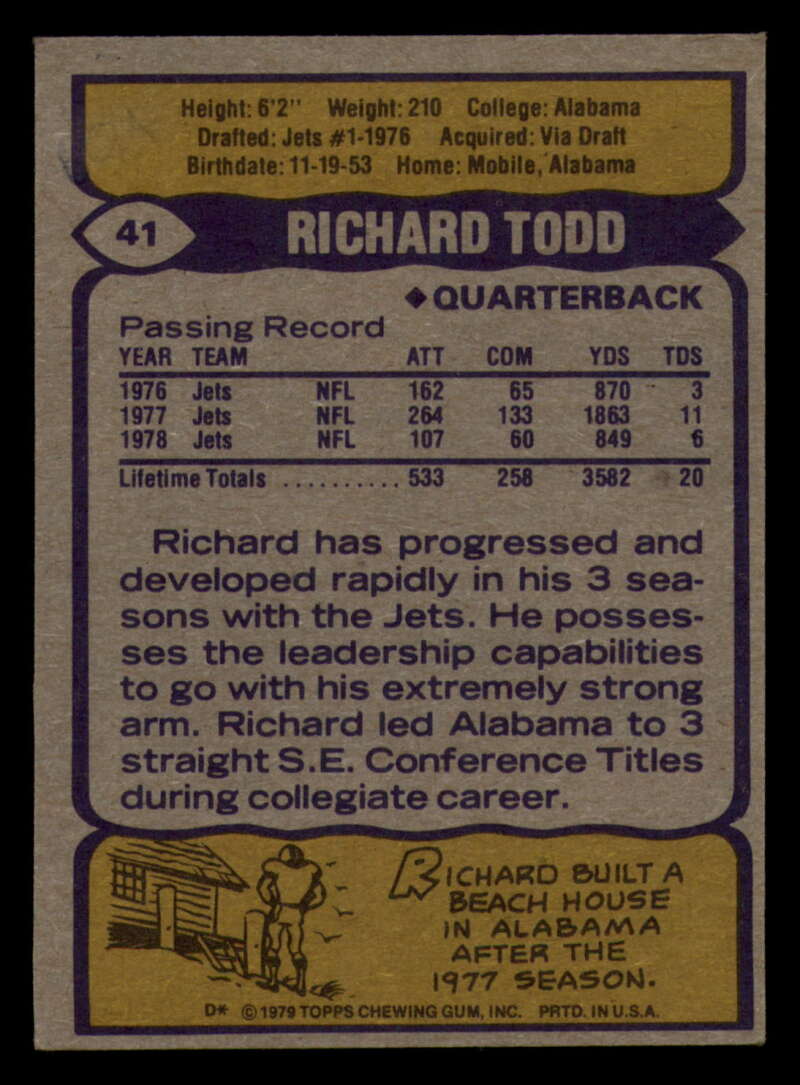 Height: 6'2" Weight: 210 College: Alabama
Drafted: Jets #1-1976 Acquired: Via Draft
Birthdate: 11-19-53 Home: Mobile, Alabama
41 RICHARD TODD
◆ QUARTERBACK
Passing Record
YEAR TEAM ATT COM YDS TDS
1976 Jets NFL 162 65 870 3
1977 Jets NFL 264 133 1863 11
1978 Jets NFL 107 60 849 6
Lifetime Totals .......... 533 258 3582 20
Richard has progressed and
developed rapidly in his 3 sea-
sons with the Jets. He posses-
ses the leadership capabilities
to go with his extremely strong
arm. Richard led Alabama to 3
straight S.E. Conference Titles
during collegiate career.
RICHARD BUILT A
BEACH HOUSE
IN ALABAMA
AFTER THE
1977 SEASON.
D* © 1979 TOPPS CHEWING GUM, INC. PRTD. IN U.S.A.